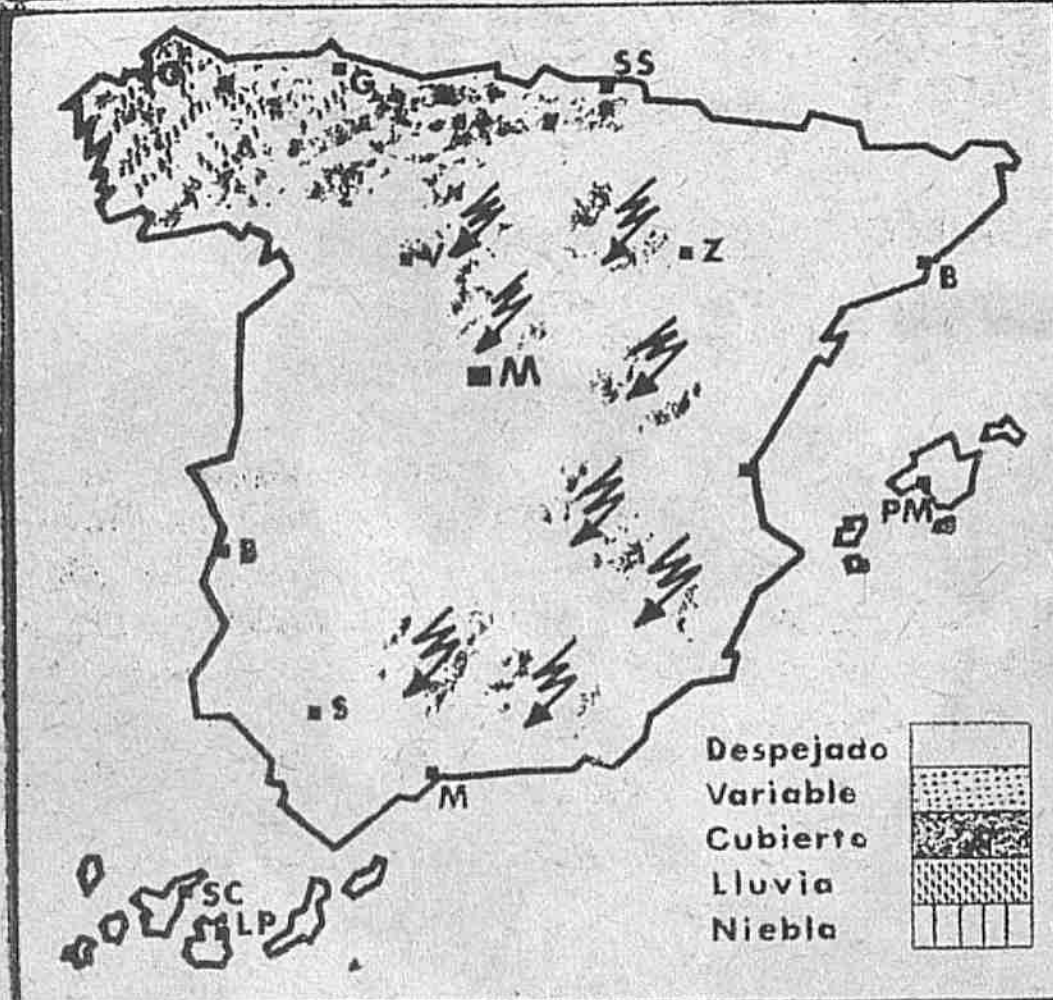 SS
G
V
Z
B
M
PM
B
S
M
SC
LP
Despejado
Variable
Cubierto
Lluvia
Niebla